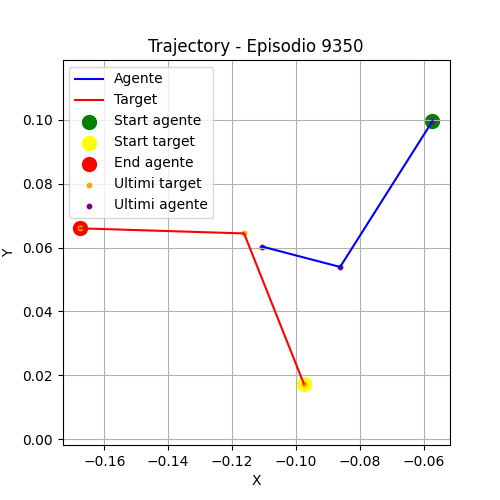 Trajectory - Episodio 9350
Agente
Target
Start agente
Start target
End agente
Ultimi target
Ultimi agente
0.10
0.08
0.06
0.04
0.02
0.00
Y
−0.16
−0.14
−0.12
−0.10
−0.08
−0.06
X